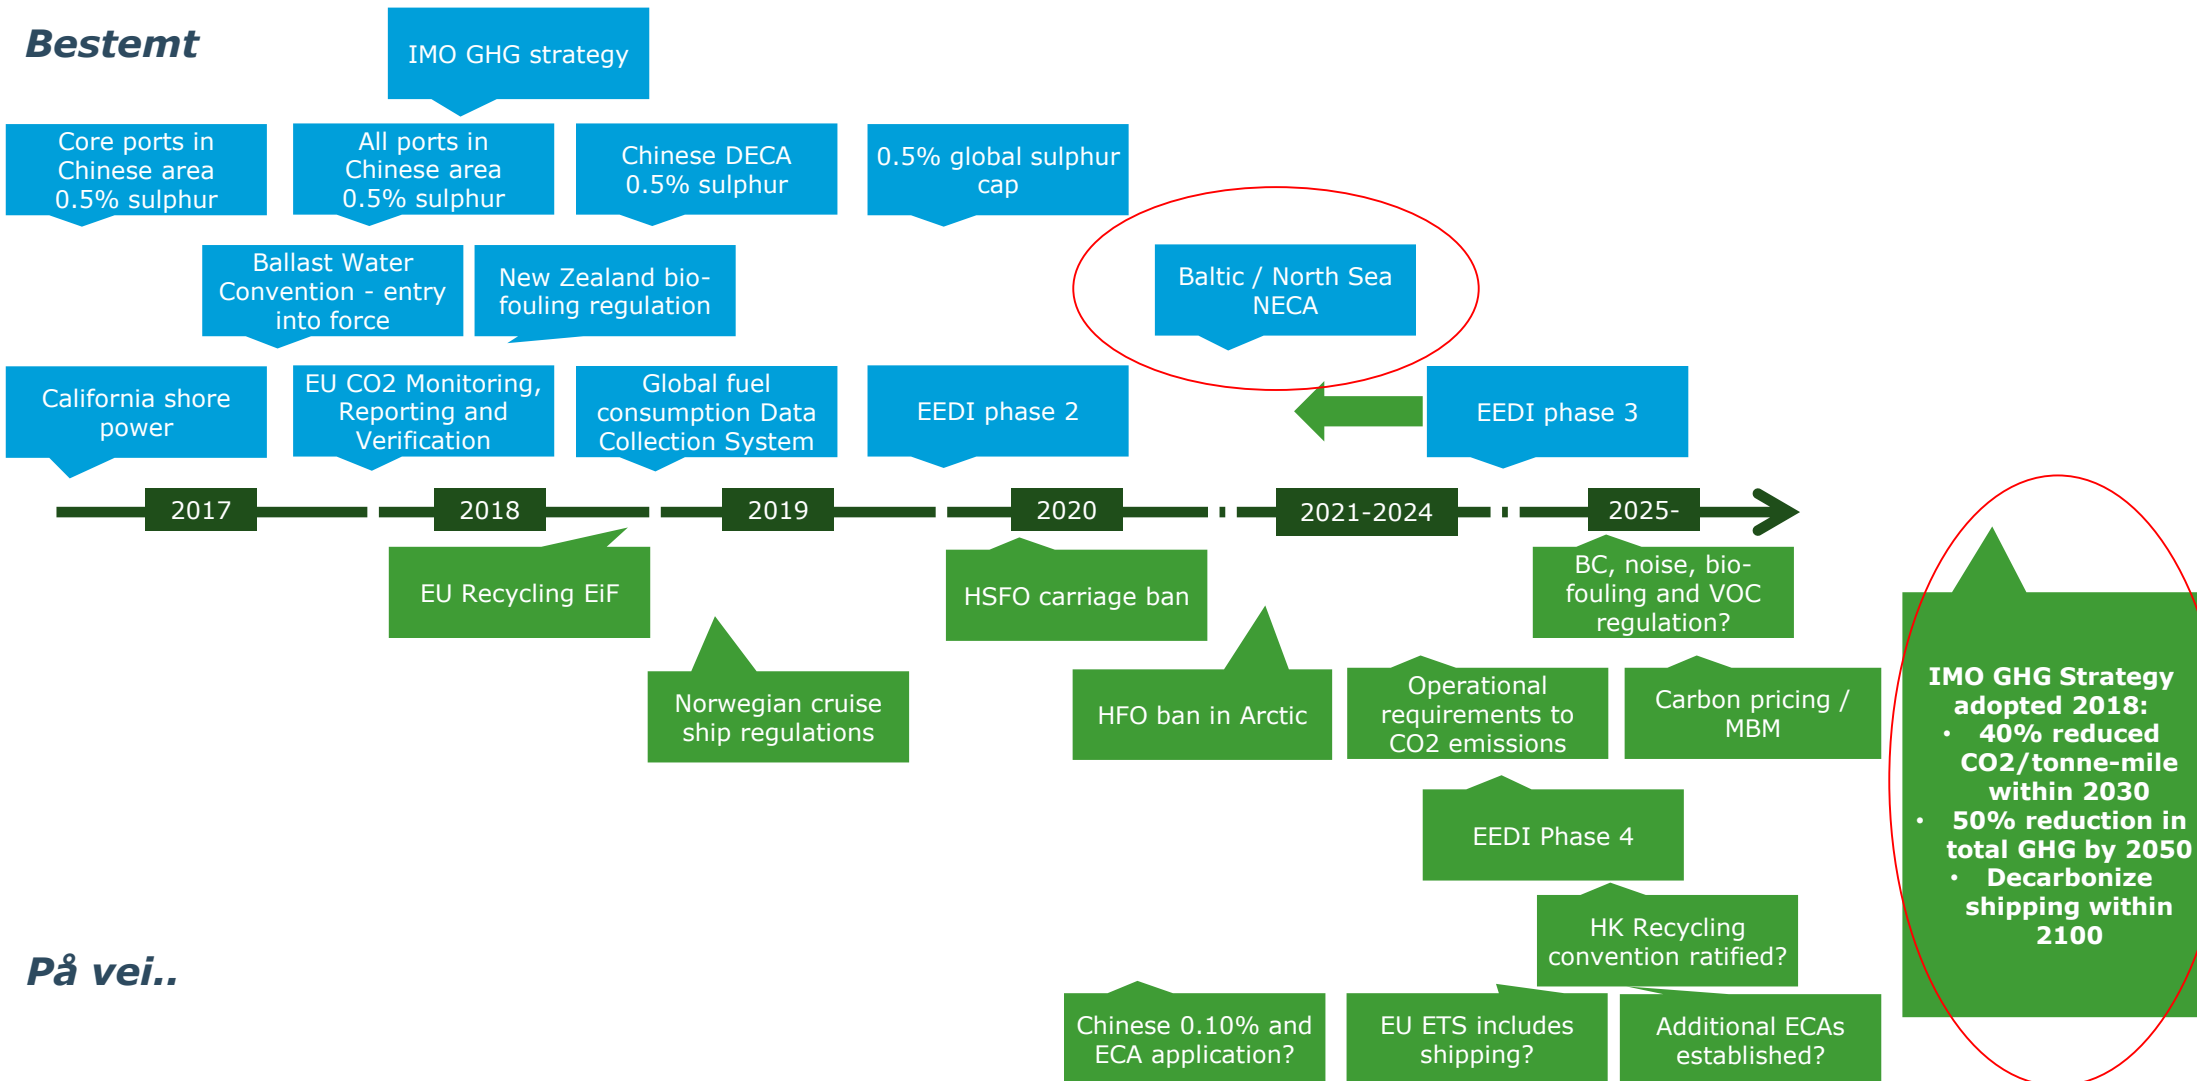 Bestemt
IMO GHG strategy
Core ports in
Chinese area
0.5% sulphur
All ports in
Chinese area
0.5% sulphur
Chinese DECA
0.5% sulphur
0.5% global sulphur
cap
Ballast Water
Convention - entry
into force
New Zealand bio-
fouling regulation
Baltic / North Sea
NECA
California shore
power
EU CO2 Monitoring,
Reporting and
Verification
Global fuel
consumption Data
Collection System
EEDI phase 2
EEDI phase 3
2017
2018
2019
2020
2021-2024
2025-
EU Recycling EiF
HSFO carriage ban
BC, noise, bio-
fouling and VOC
regulation?
Norwegian cruise
ship regulations
HFO ban in Arctic
Operational
requirements to
CO2 emissions
Carbon pricing /
MBM
IMO GHG Strategy
adopted 2018:
• 40% reduced
CO2/tonne-mile
within 2030
• 50% reduction in
total GHG by 2050
• Decarbonize
shipping within
2100
EEDI Phase 4
HK Recycling
convention ratified?
På vei..
Chinese 0.10% and
ECA application?
EU ETS includes
shipping?
Additional ECAs
established?